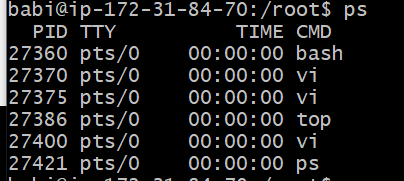 babi@ip-172-31-84-70:/root$ ps
PID TTY TIME CMD
27360 pts/0 00:00:00 bash
27370 pts/0 00:00:00 vi
27375 pts/0 00:00:00 vi
27386 pts/0 00:00:00 top
27400 pts/0 00:00:00 vi
27421 pts/0 00:00:00 ps